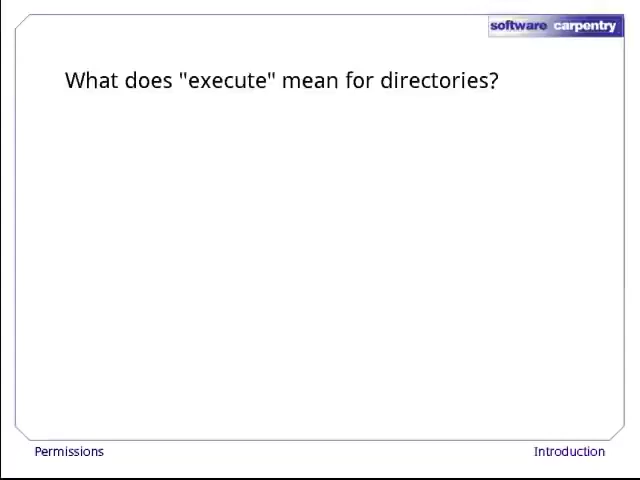 software carpentry
What does "execute" mean for directories?
Permissions
Introduction